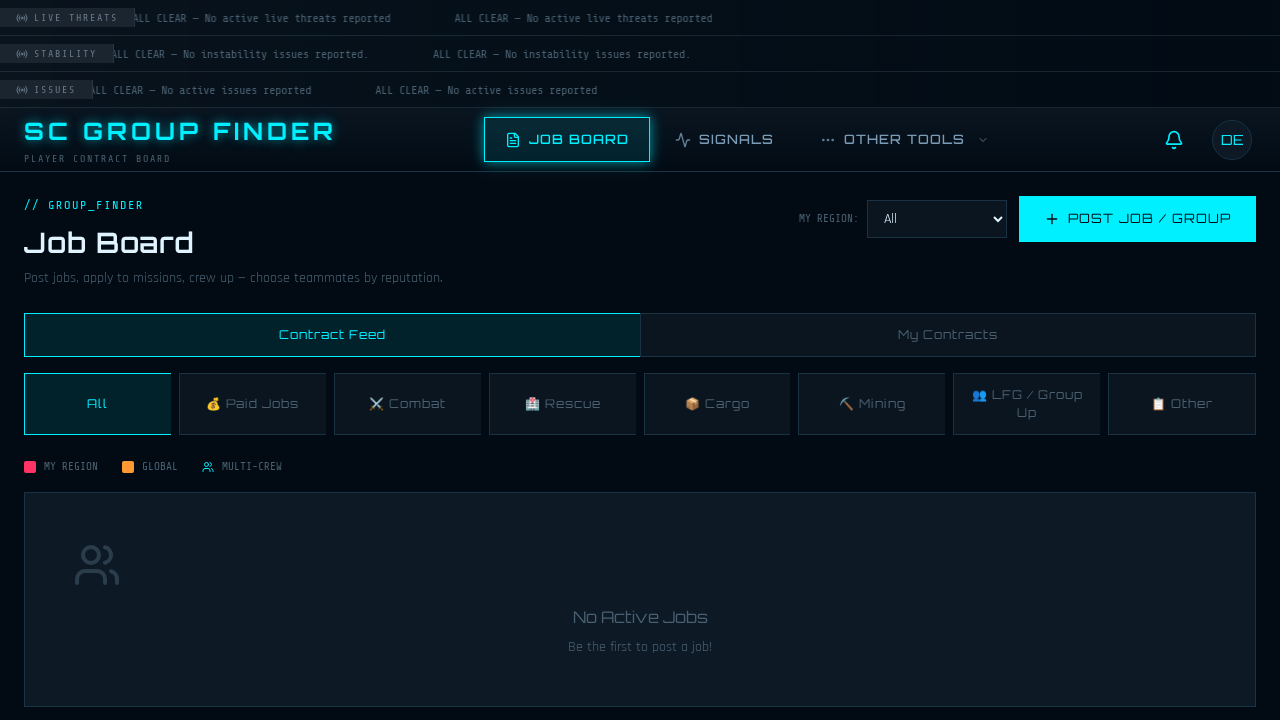 LIVE THREATS
ALL CLEAR — No active live threats reported
ALL CLEAR — No active live threats reported
STABILITY
ALL CLEAR — No instability issues reported.
ALL CLEAR — No instability issues reported.
ISSUES
ALL CLEAR — No active issues reported
ALL CLEAR — No active issues reported
SC GROUP FINDER
PLAYER CONTRACT BOARD
JOB BOARD
SIGNALS
OTHER TOOLS
DE
// GROUP_FINDER
Job Board
Post jobs, apply to missions, crew up — choose teammates by reputation.
MY REGION:
All
POST JOB / GROUP
Contract Feed
My Contracts
All
Paid Jobs
Combat
Rescue
Cargo
Mining
LFG / Group
Up
Other
MY REGION
GLOBAL
MULTI-CREW
No Active Jobs
Be the first to post a job!